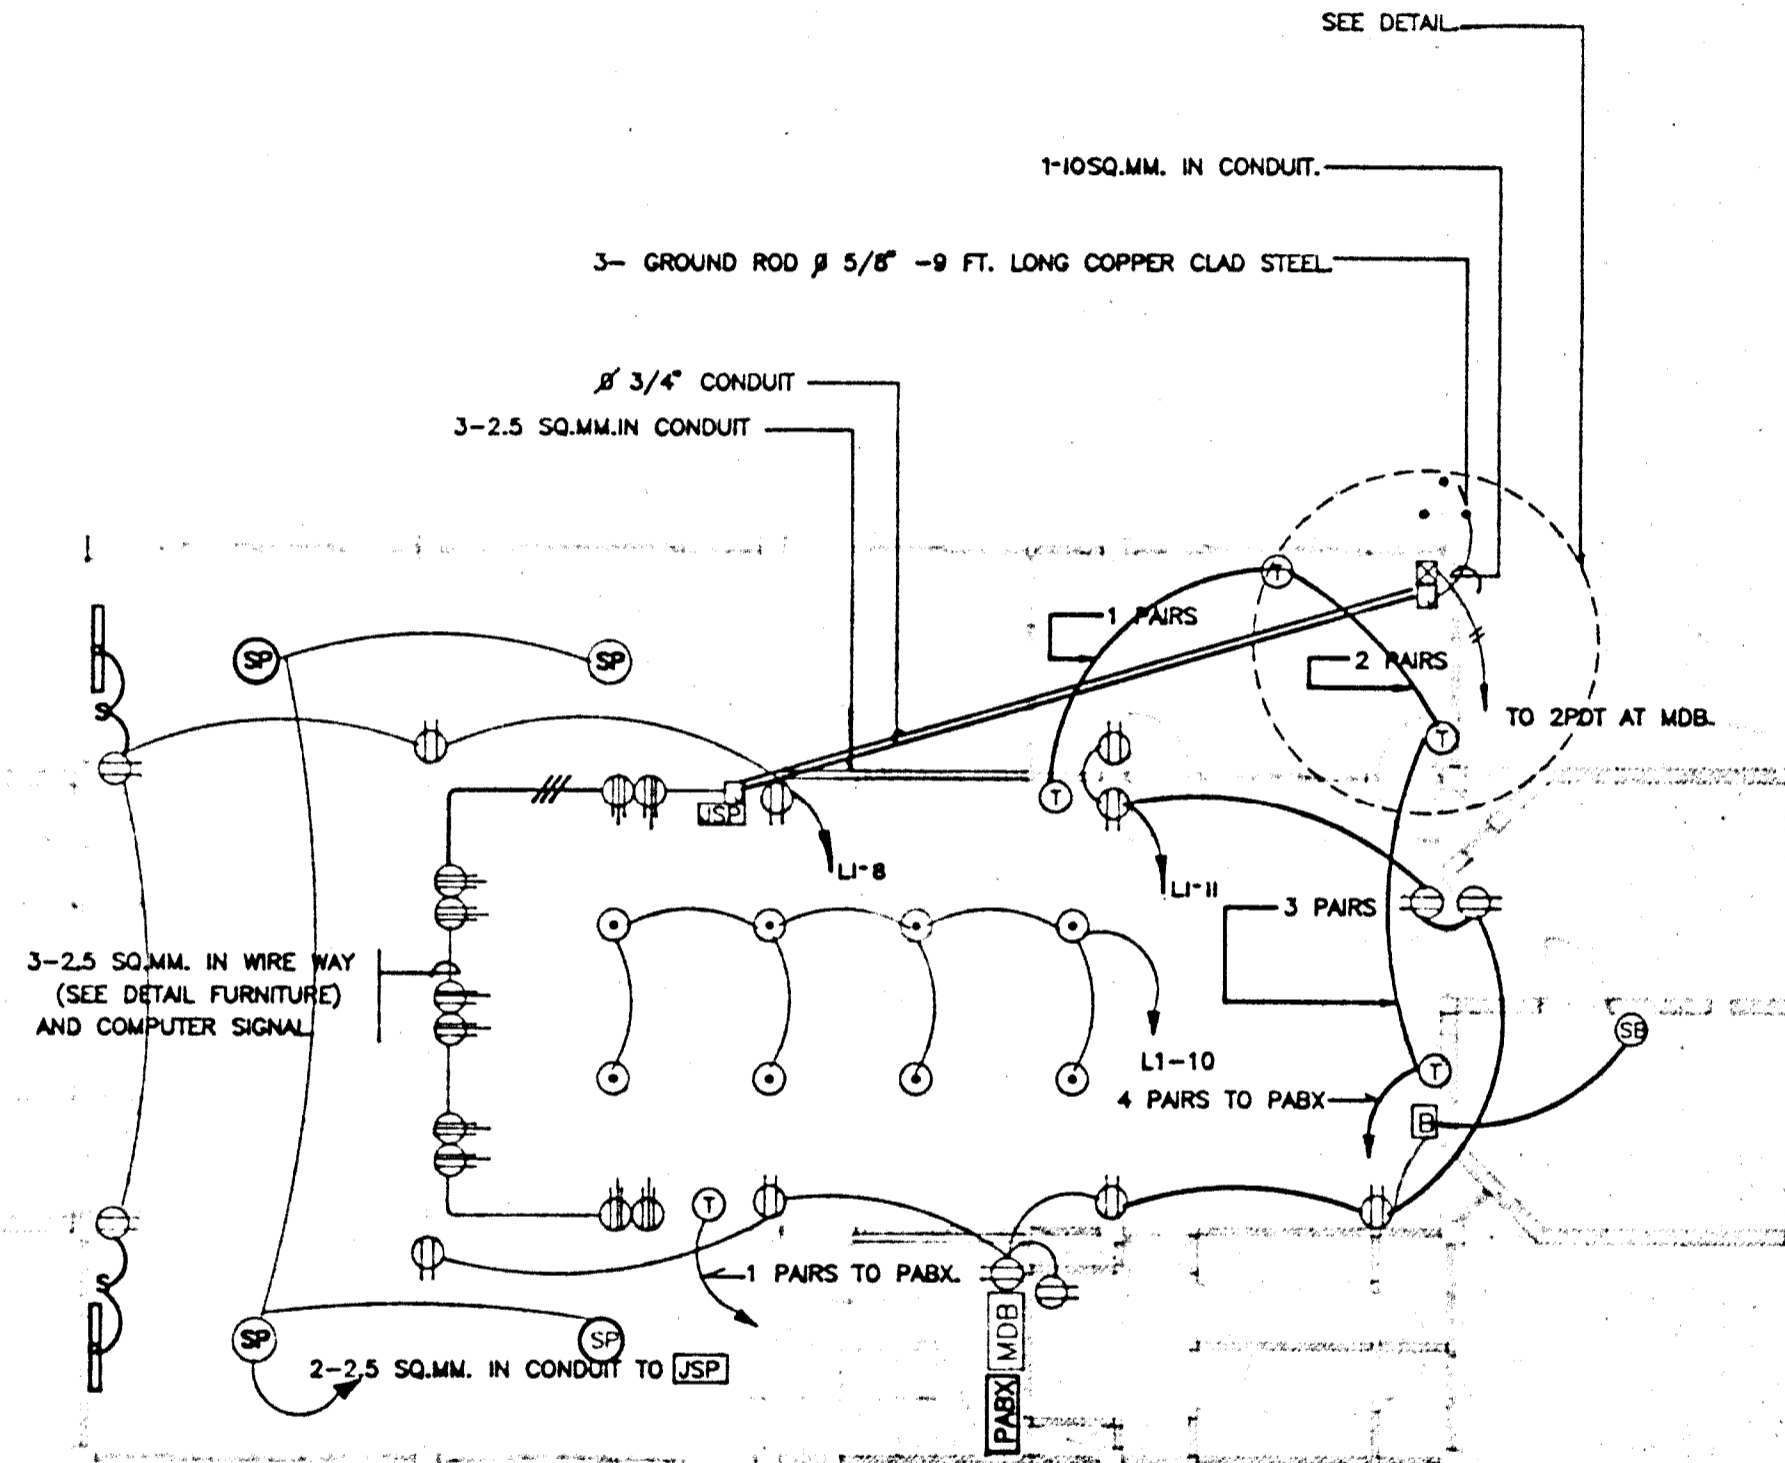 SEE DETAIL
1-10SQ.MM. IN CONDUIT.
3- GROUND ROD Ø 5/8" -9 FT. LONG COPPER CLAD STEEL
Ø 3/4" CONDUIT
3-2.5 SQ.MM.IN CONDUIT
T
1 PAIRS
SP
SP
2 PAIRS
S
TO 2PDT AT MDB.
T
T
JSP
L1-8
L1-11
3 PAIRS
3-2.5 SQ.MM. IN WIRE WAY
(SEE DETAIL FURNITURE)
AND COMPUTER SIGNAL
SB
L1-10
T
4 PAIRS TO PABX
B
T
1 PAIRS TO PABX.
S
MDB
SP
SP
2-2.5 SQ.MM. IN CONDUIT TO JSP
PABX